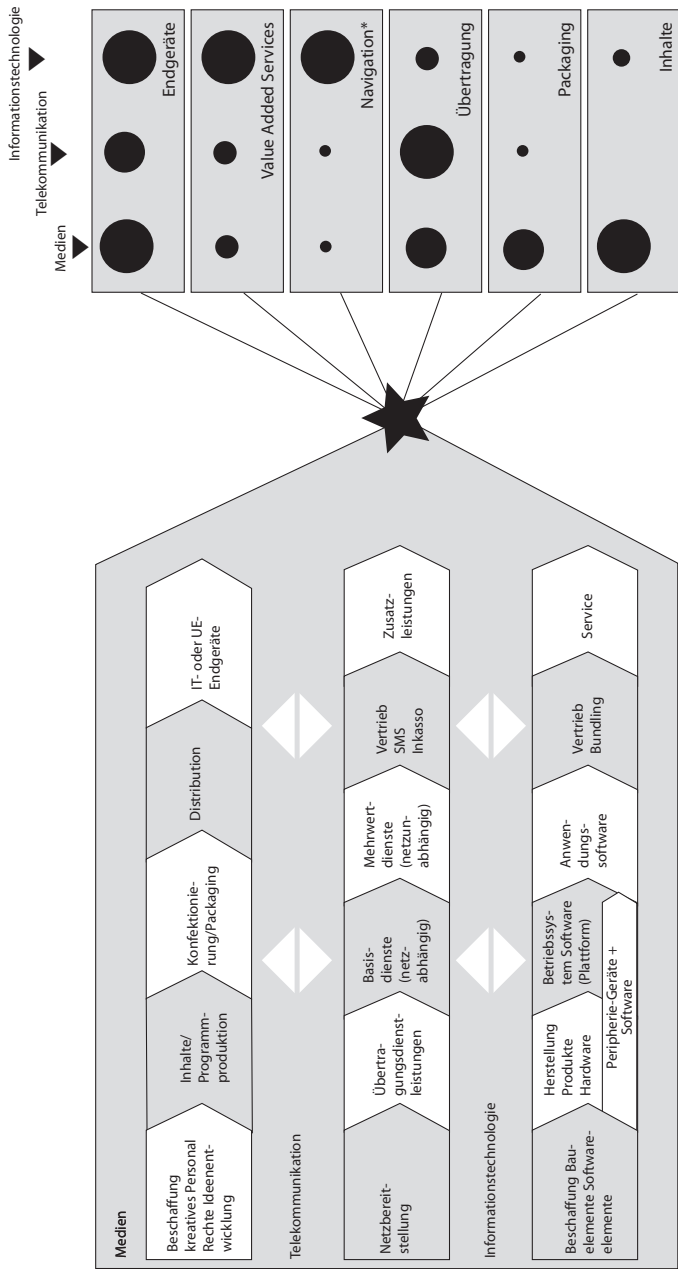 Medien
Beschaffung
kreatives Personal
Rechte Ideenent-
wicklung
Inhalte/
Programm-
produktion
Konfektionie-
rung/Packaging
Distribution
IT- oder UE-
Endgeräte
Telekommunikation
Netzbereit-
stellung
Übertra-
gungsdienst-
leistungen
Basis-
dienste
(netz-
abhängig)
Mehrwert-
dienste
(netzun-
abhängig)
Vertrieb
SMS
Inkasso
Zusatz-
leistungen
Informationstechnologie
Beschaffung Bau-
elemente Software-
elemente
Herstellung
Produkte
Hardware
Betriebssys-
tem Software
(Plattform)
Peripherie-Geräte +
Software
Anwen-
dungs-
software
Vertrieb
Bundling
Service
Medien
Telekommunikation
Informationstechnologie
Endgeräte
Value Added Services
Navigation*
Übertragung
Packaging
Inhalte